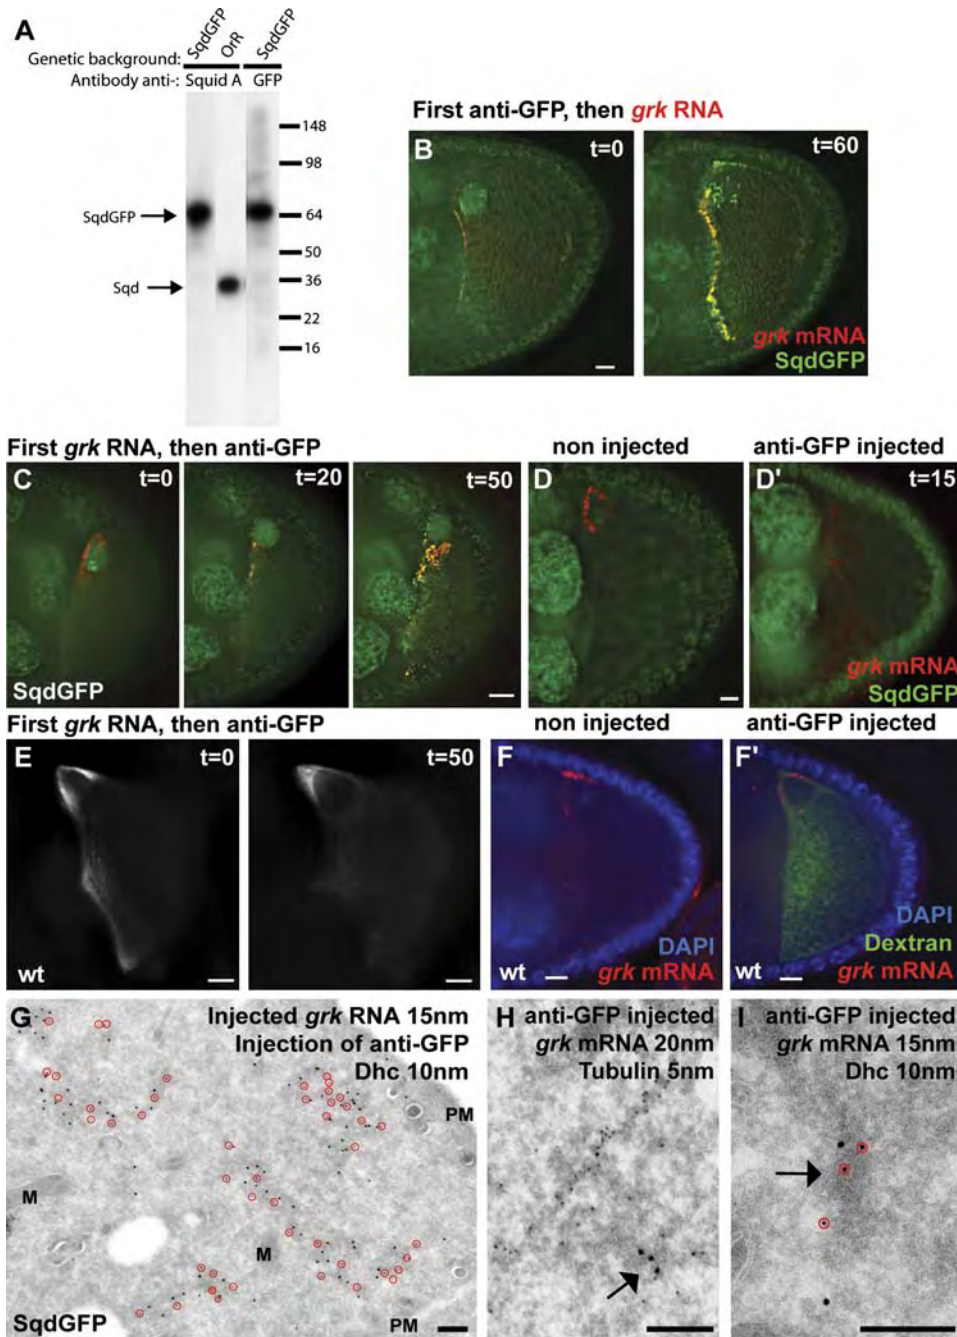 A
SqdGFP OrR SqdGFP
Genetic background:
Antibody anti-: Squid A GFP
148
98
SqdGFP 64
50
Sqd 36
22
16
First anti-GFP, then grk RNA
B t=0 t=60
grk mRNA
SqdGFP
First grk RNA, then anti-GFP non injected anti-GFP injected
C t=0 t=20 t=50 D D' t=15
grk mRNA
SqdGFP SqdGFP
First grk RNA, then anti-GFP non injected anti-GFP injected
E t=0 t=50 F F'
DAPI
DAPI Dextran
wt wt grk mRNA wt grk mRNA
G Injected grk RNA 15nm
Injection of anti-GFP
Dhc 10nm
PM
M
M
SqdGFP PM
H anti-GFP injected
grk mRNA 20nm
Tubulin 5nm
I anti-GFP injected
grk mRNA 15nm
Dhc 10nm